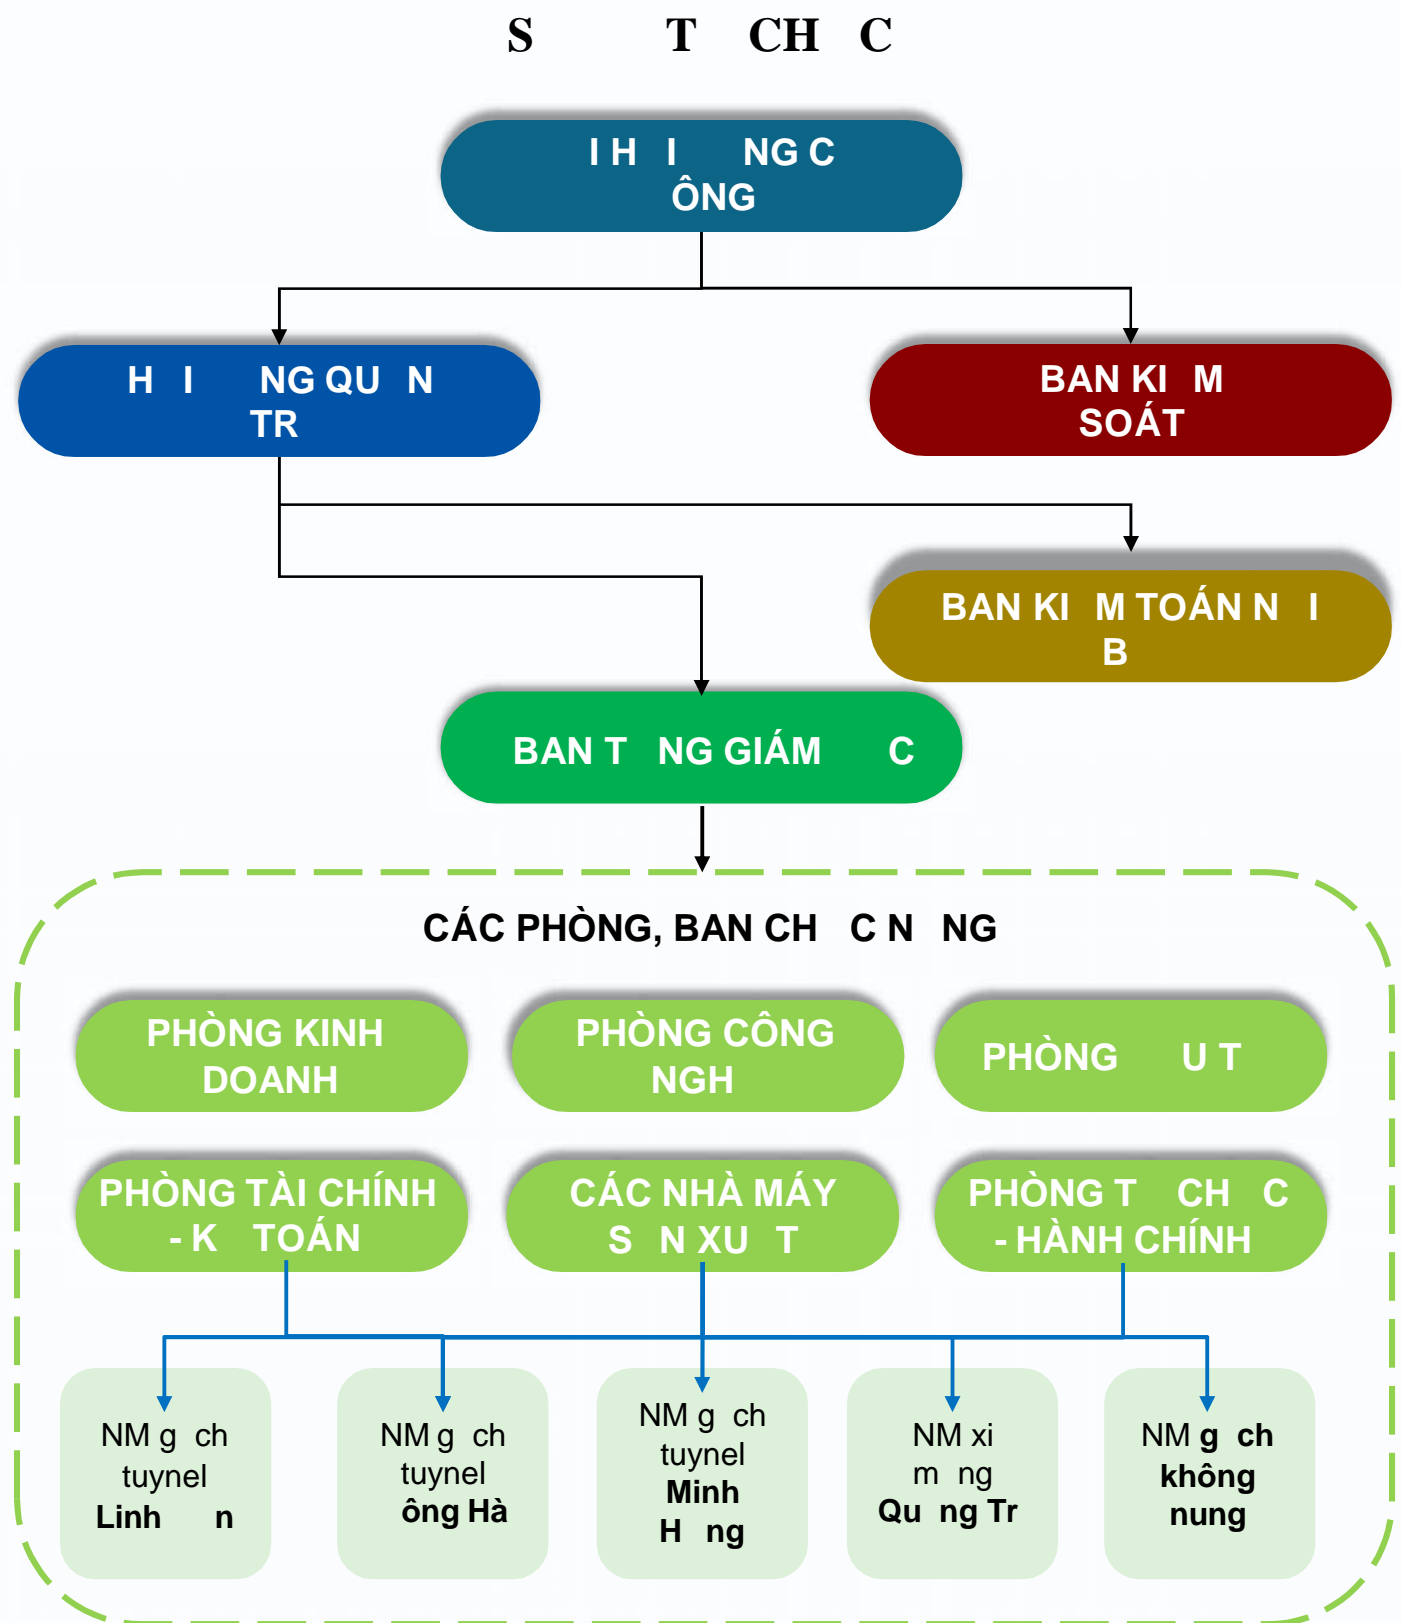 S T CH C
I H I NG C
ÔNG
H I NG QU N
TR
BAN KI M
SOÁT
BAN KI M TOÁN N I
B
BAN T NG GIÁM C
CÁC PHÒNG, BAN CH C N NG
PHÒNG KINH
DOANH
PHÒNG CÔNG
NGH
PHÒNG U T
PHÒNG TÀI CHÍNH
- K TOÁN
CÁC NHÀ MÁY
S N XU T
PHÒNG T CH C
- HÀNH CHÍNH
NM g ch
tuynel
Linh n
NM g ch
tuynel
ông Hà
NM g ch
tuynel
Minh
H ng
NM xi
m ng
Qu ng Tr
NM g ch
không
nung